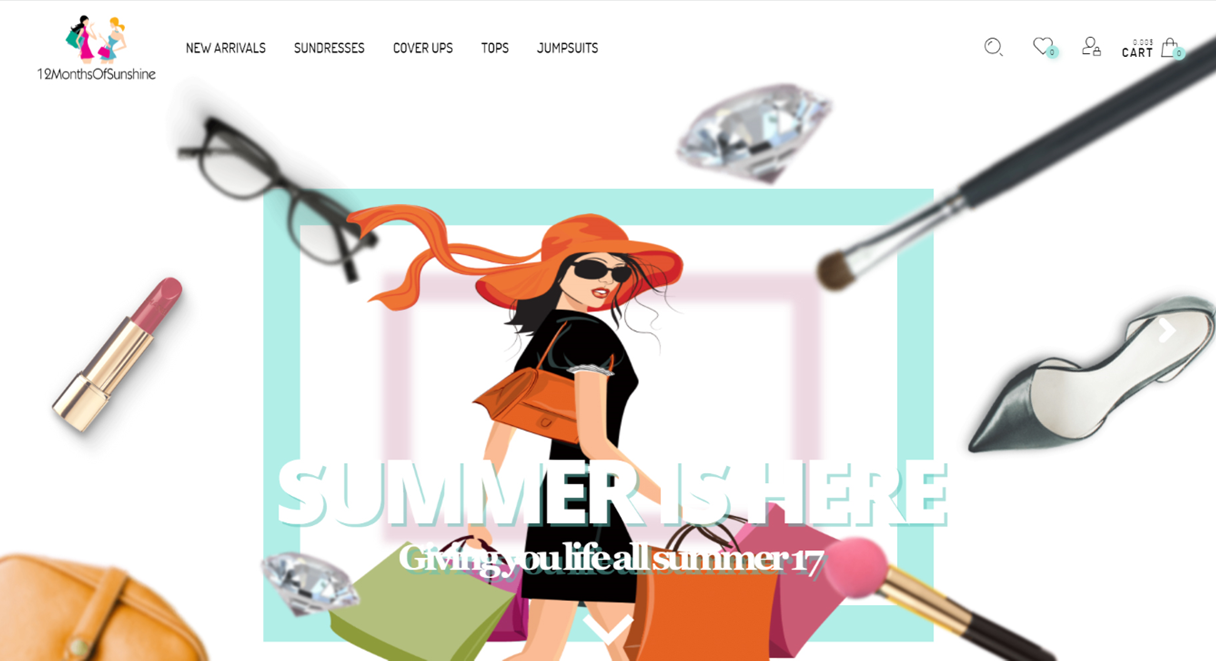 12MonthsOfSunshine
NEW ARRIVALS
SUNDRESSES
COVER UPS
TOPS
JUMPSUITS
0
0.00$
CART
0
SUMMER IS HERE
Giving you life all summer 17